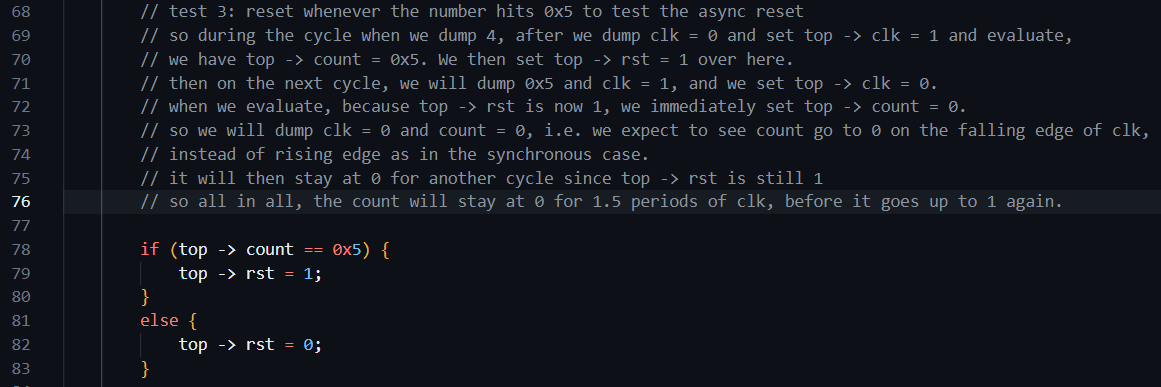 68 // test 3: reset whenever the number hits 0x5 to test the async reset
69 // so during the cycle when we dump 4, after we dump clk = 0 and set top -> clk = 1 and evaluate,
70 // we have top -> count = 0x5. We then set top -> rst = 1 over here.
71 // then on the next cycle, we will dump 0x5 and clk = 1, and we set top -> clk = 0.
72 // when we evaluate, because top -> rst is now 1, we immediately set top -> count = 0.
73 // so we will dump clk = 0 and count = 0, i.e. we expect to see count go to 0 on the falling edge of clk,
74 // instead of rising edge as in the synchronous case.
75 // it will then stay at 0 for another cycle since top -> rst is still 1
76 // so all in all, the count will stay at 0 for 1.5 periods of clk, before it goes up to 1 again.
77
78 if (top -> count == 0x5) {
79 top -> rst = 1;
80 }
81 else {
82 top -> rst = 0;
83 }